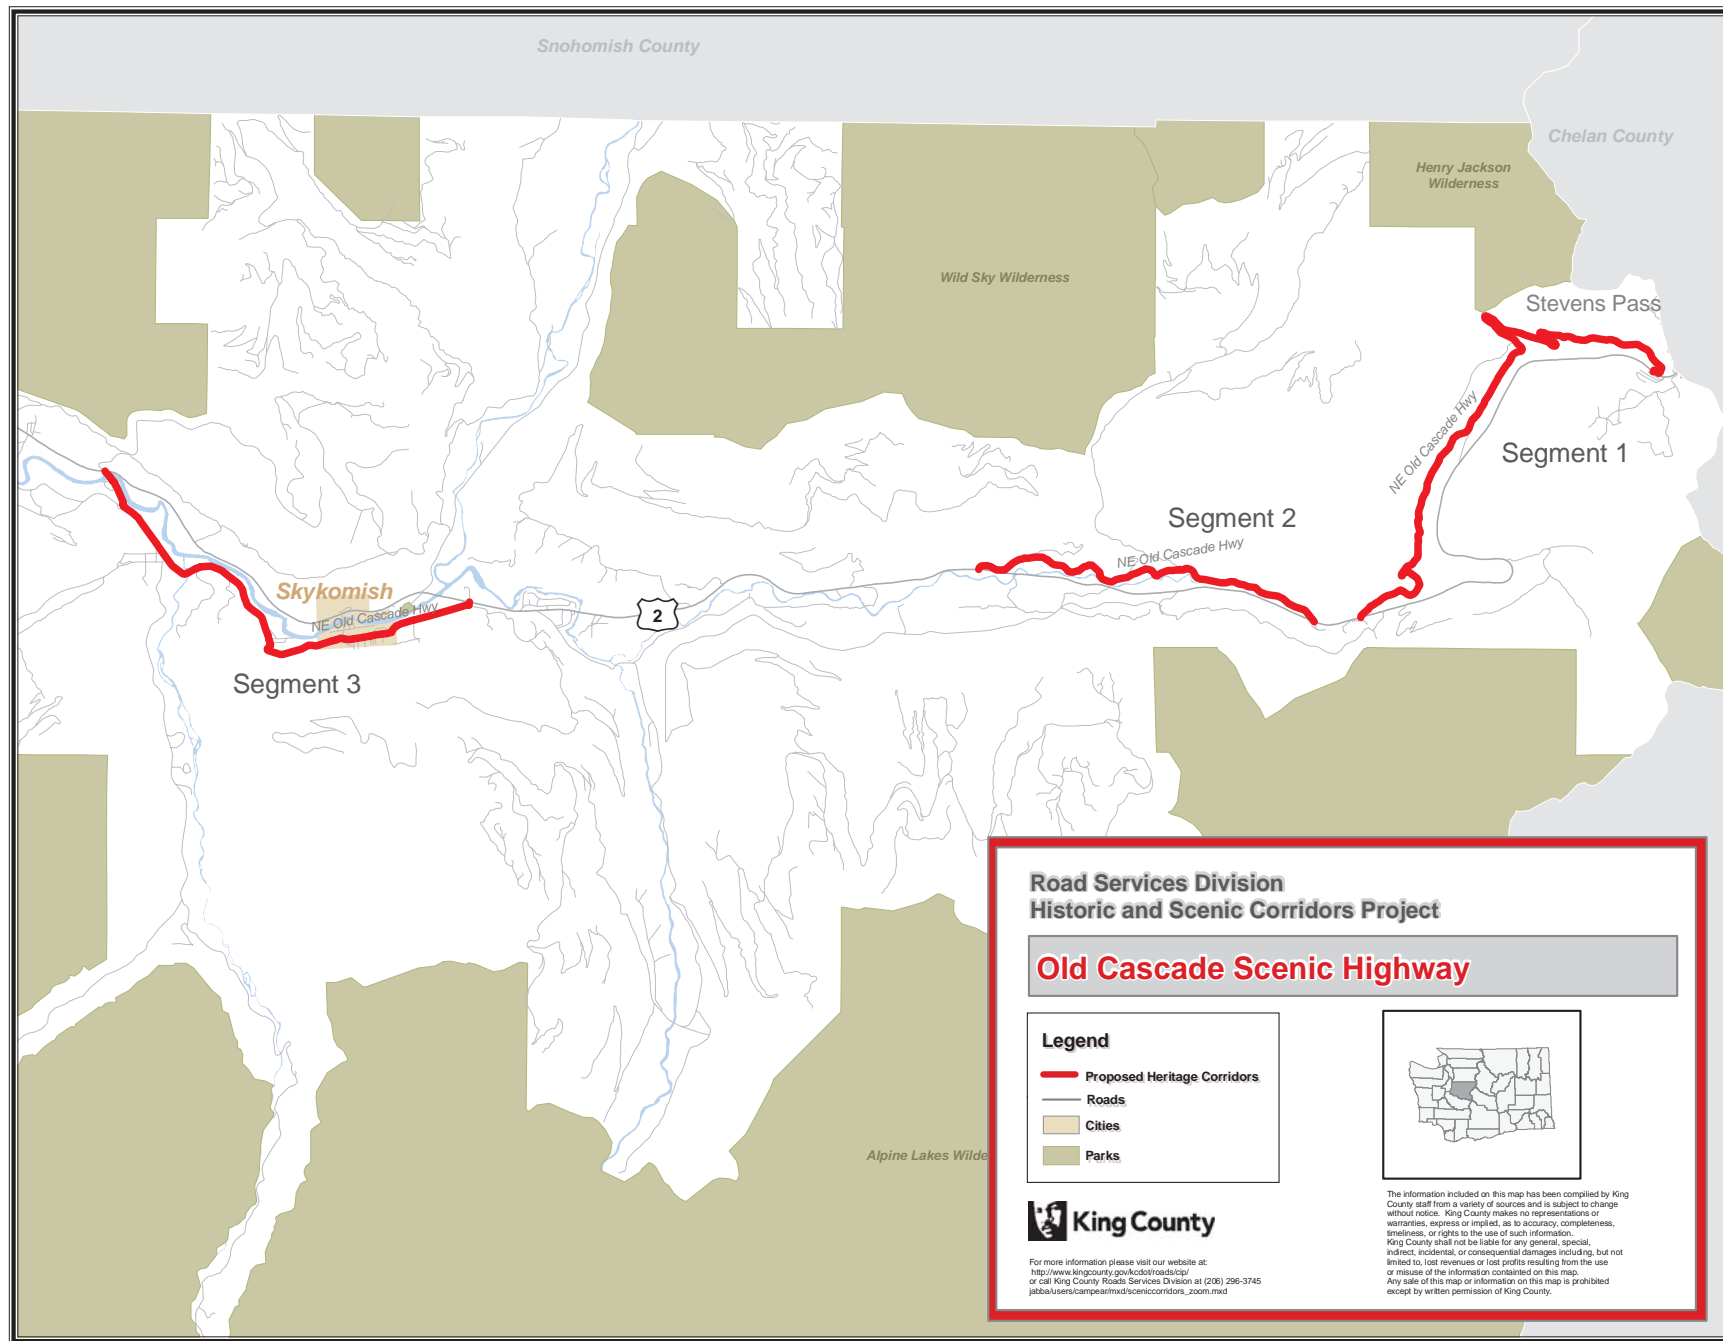 Snohomish County
Chelan County
Henry Jackson
Wilderness
Wild Sky Wilderness
Stevens Pass
NE Old Cascade Hwy
Segment 1
Segment 2
NE Old Cascade Hwy
Skykomish
NE Old Cascade Hwy
2
Segment 3
Alpine Lakes Wilde
Road Services Division
Historic and Scenic Corridors Project
Old Cascade Scenic Highway
Legend
Proposed Heritage Corridors
Roads
Cities
Parks
King County
For more information please visit our website at:
http://www.kingcounty.gov/kcdot/roads/cip/
or call King County Roads Services Division at (206) 296-3745
jabba/users/campear/mxd/sceniccorridors_zoom.mxd
The information included on this map has been compilied by King
County staff from a variety of sources and is subject to change
without notice. King County makes no representations or
warranties, express or implied, as to accuracy, completeness,
timeliness, or rights to the use of such information.
King County shall not be liable for any general, special,
indirect, incidental, or consequential damages including, but not
limited to, lost revenues or lost profits resulting from the use
or misuse of the information containted on this map.
Any sale of this map or information on this map is prohibited
except by written permission of King County.